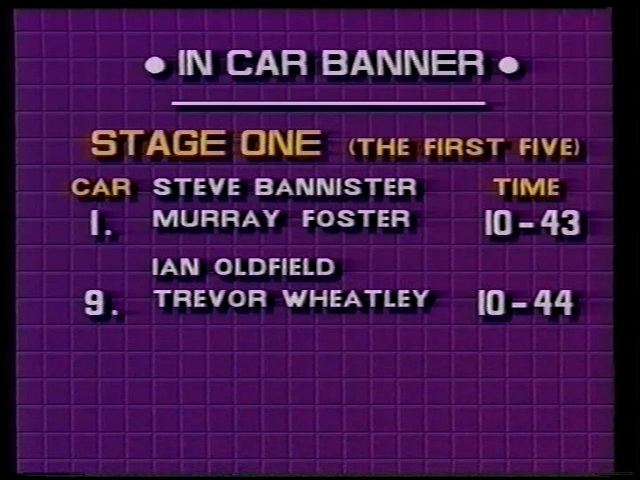 • IN CAR BANNER •
STAGE ONE (THE FIRST FIVE)
CAR STEVE BANNISTER TIME
1. MURRAY FOSTER 10-43
IAN OLDFIELD
9. TREVOR WHEATLEY 10-44